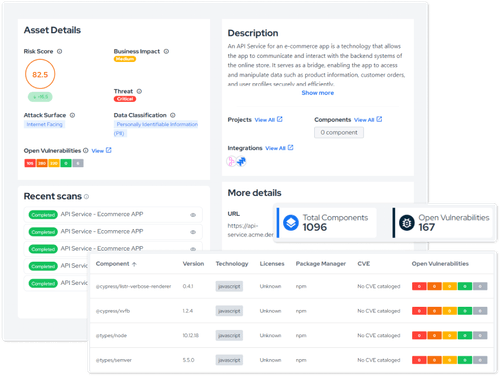 Asset Details
Risk Score
82.5
Business Impact
Medium
Threat
Critical
Attack Surface
Internet Facing
Data Classification
Personally Identifiable Information
(PII)
Open Vulnerabilities
View
0
0
Recent scans
Completed API Service - Ecommerce APP
Completed API Service - Ecommerce APP
Completed API Service - Ecommerce APP
Completed API Se
Completed API Se
Description
An API Service for an e-commerce app is a technology that allows
the app to communicate and interact with the backend systems of
the online store. It serves as a bridge, enabling the app to access
and manipulate data such as product information, customer orders,
and user profiles securely and efficiently.
Show more
Projects View All
Components View All
0 component
Integrations View All
More details
URL
https://api-
service.acme.de
Total Components
1096
Open Vulnerabilities
167
Component Version Technology Licenses Package Manager CVE Open Vulnerabilities
@cypress/listr-verbose-renderer 0.4.1 javascript Unknown npm No CVE cataloged 0 0 0 0 0
@cypress/xvfb 1.2.4 javascript Unknown npm No CVE cataloged 0 0 0 0 0
@types/node 10.12.18 javascript Unknown npm No CVE cataloged 0 0 0 0 0
@types/semver 5.5.0 javascript Unknown npm No CVE cataloged 0 0 0 0 0